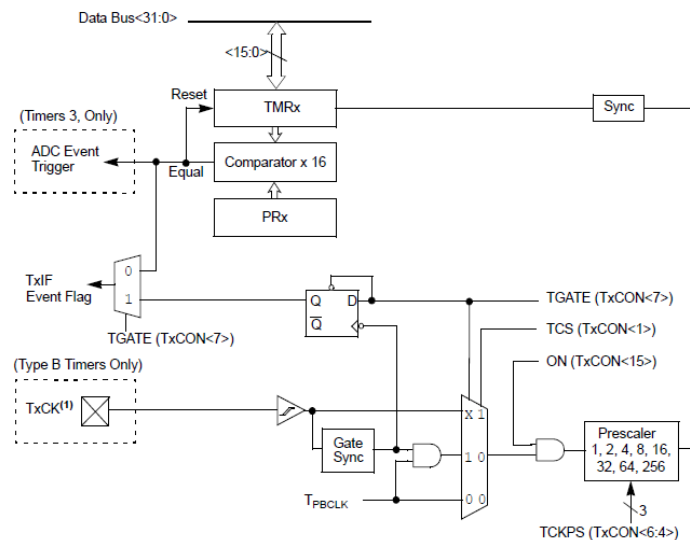 Data Bus<31:0>
<15:0>
Reset
TMRx
Sync
(Timers 3, Only)
ADC Event
Trigger
Equal
Comparator x 16
PRx
TxIF
Event Flag
0
1
Q
D
Q
TGATE (TxCON<7>)
TGATE (TxCON<7>)
TCS (TxCON<1>)
ON (TxCON<15>)
(Type B Timers Only)
TxCK(1)
X 1
Gate
Sync
1 0
Prescaler
1, 2, 4, 8, 16,
32, 64, 256
TPBCLK
0 0
3
TCKPS (TxCON<6:4>)